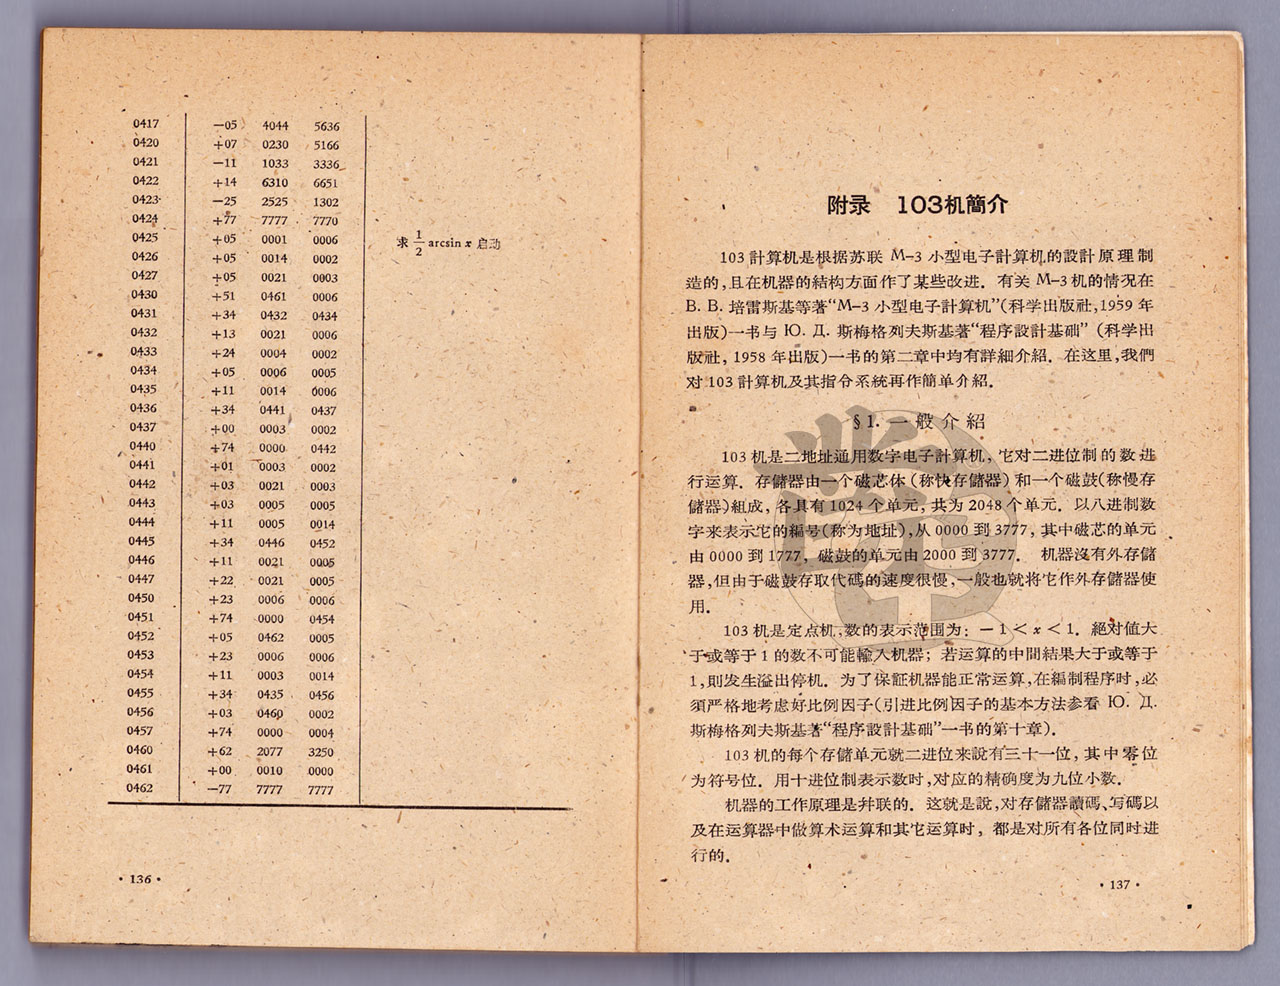 0417 −05 4044 5636
0420 +07 0230 5166
0421 −11 1033 3336
0422 +14 6310 6651
0423 −25 2525 1302
0424 +77 7777 7770
0425 +05 0001 0006 求 1/2 arcsin x 启动
0426 +05 0014 0002
0427 +05 0021 0003
0430 +51 0461 0006
0431 +34 0432 0434
0432 +13 0021 0006
0433 +24 0004 0002
0434 +05 0006 0005
0435 +11 0014 0006
0436 +34 0441 0437
0437 +00 0003 0002
0440 +74 0000 0442
0441 +01 0003 0002
0442 +03 0021 0003
0443 +03 0005 0005
0444 +11 0005 0014
0445 +34 0446 0452
0446 +11 0021 0005
0447 +22 0021 0005
0450 +23 0006 0006
0451 +74 0000 0454
0452 +05 0462 0005
0453 +23 0006 0006
0454 +11 0003 0014
0455 +34 0435 0456
0456 +03 0460 0002
0457 +74 0000 0004
0460 +62 2077 3250
0461 +00 0010 0000
0462 −77 7777 7777
· 136 ·
附录 103机簡介
103 計算机是根据苏联 M-3 小型电子計算机的設計原理制
造的,且在机器的結构方面作了某些改进. 有关 M-3 机的情况在
B. B. 培雷斯基等著“M-3 小型电子計算机”(科学出版社,1959 年
出版)一书与 Ю. Д. 斯梅格列夫斯基著“程序設計基础” (科学出
版社, 1958 年出版)一书的第二章中均有詳細介紹. 在这里,我們
对 103 計算机及其指令系統再作簡单介紹.
§ 1. 一般介紹
103 机是二地址通用数字电子計算机, 它对二进位制的数进
行运算. 存儲器由一个磁芯体 (称快存儲器) 和一个磁鼓(称慢存
儲器)組成, 各具有 1024 个单元, 共为 2048 个单元. 以八进制数
字来表示它的編号(称为地址),从 0000 到 3777, 其中磁芯的单元
由 0000 到 1777, 磁鼓的单元由 2000 到 3777. 机器沒有外存儲
器,但由于磁鼓存取代碼的速度很慢,一般也就将它作外存儲器使
用.
103 机是定点机,数的表示范围为: −1 < x < 1. 絕对値大
于或等于 1 的数不可能輸入机器; 若运算的中間結果大于或等于
1,則发生溢出停机. 为了保証机器能正常运算,在編制程序时,必
須严格地考虑好比例因子(引进比例因子的基本方法参看 Ю. Д.
斯梅格列夫斯基著“程序設計基础”一书的第十章).
103 机的每个存儲单元就二进位来說有三十一位, 其中零位
为符号位. 用十进位制表示数时,对应的精确度为九位小数.
机器的工作原理是幷联的. 这就是說,对存儲器讀碼、写碼以
及在运算器中做算术运算和其它运算时, 都是对所有各位同时进
行的.
· 137 ·